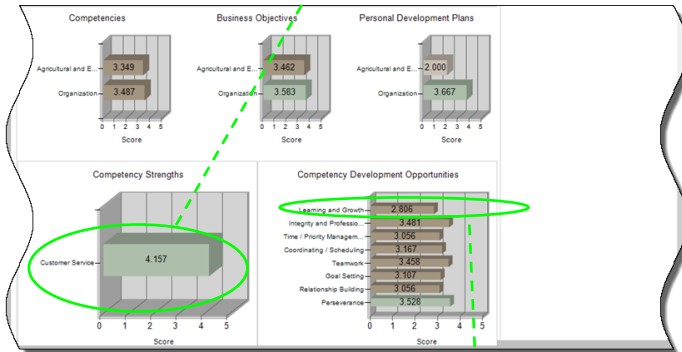 Competencies
Agricultural and E...
3.349
Organization
3.487
0 1 2 3 4 5
Score
Business Objectives
Agricultural and E...
3.462
Organization
3.583
0 1 2 3 4 5
Score
Personal Development Plans
Agricultural and E...
2.000
Organization
3.667
0 1 2 3 4 5
Score
Competency Strengths
Customer Service
4.157
0 1 2 3 4 5
Score
Competency Development Opportunities
Learning and Growth
2.806
Integrity and Professio...
3.481
Time / Priority Managem...
3.056
Coordinating / Scheduling
3.167
Teamwork
3.458
Goal Setting
3.107
Relationship Building
3.056
Perseverance
3.528
0 1 2 3 4 5
Score